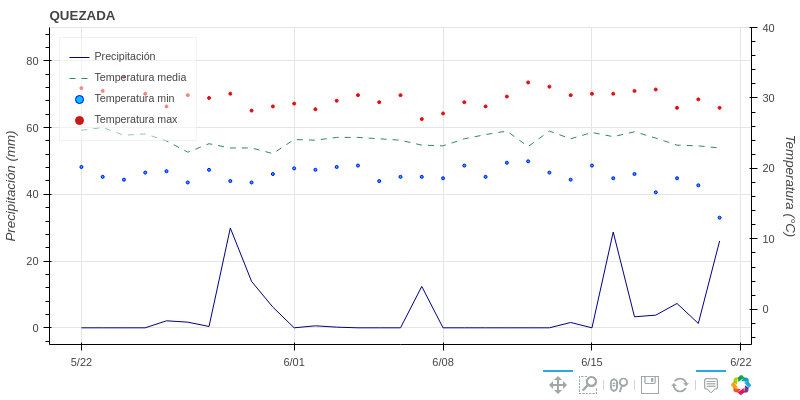 QUEZADA
Precipitación
Temperatura media
Temperatura min
Temperatura max
80
60
40
20
0
Precipitación (mm)
40
30
20
10
0
Temperatura (°C)
5/22
6/01
6/08
6/15
6/22